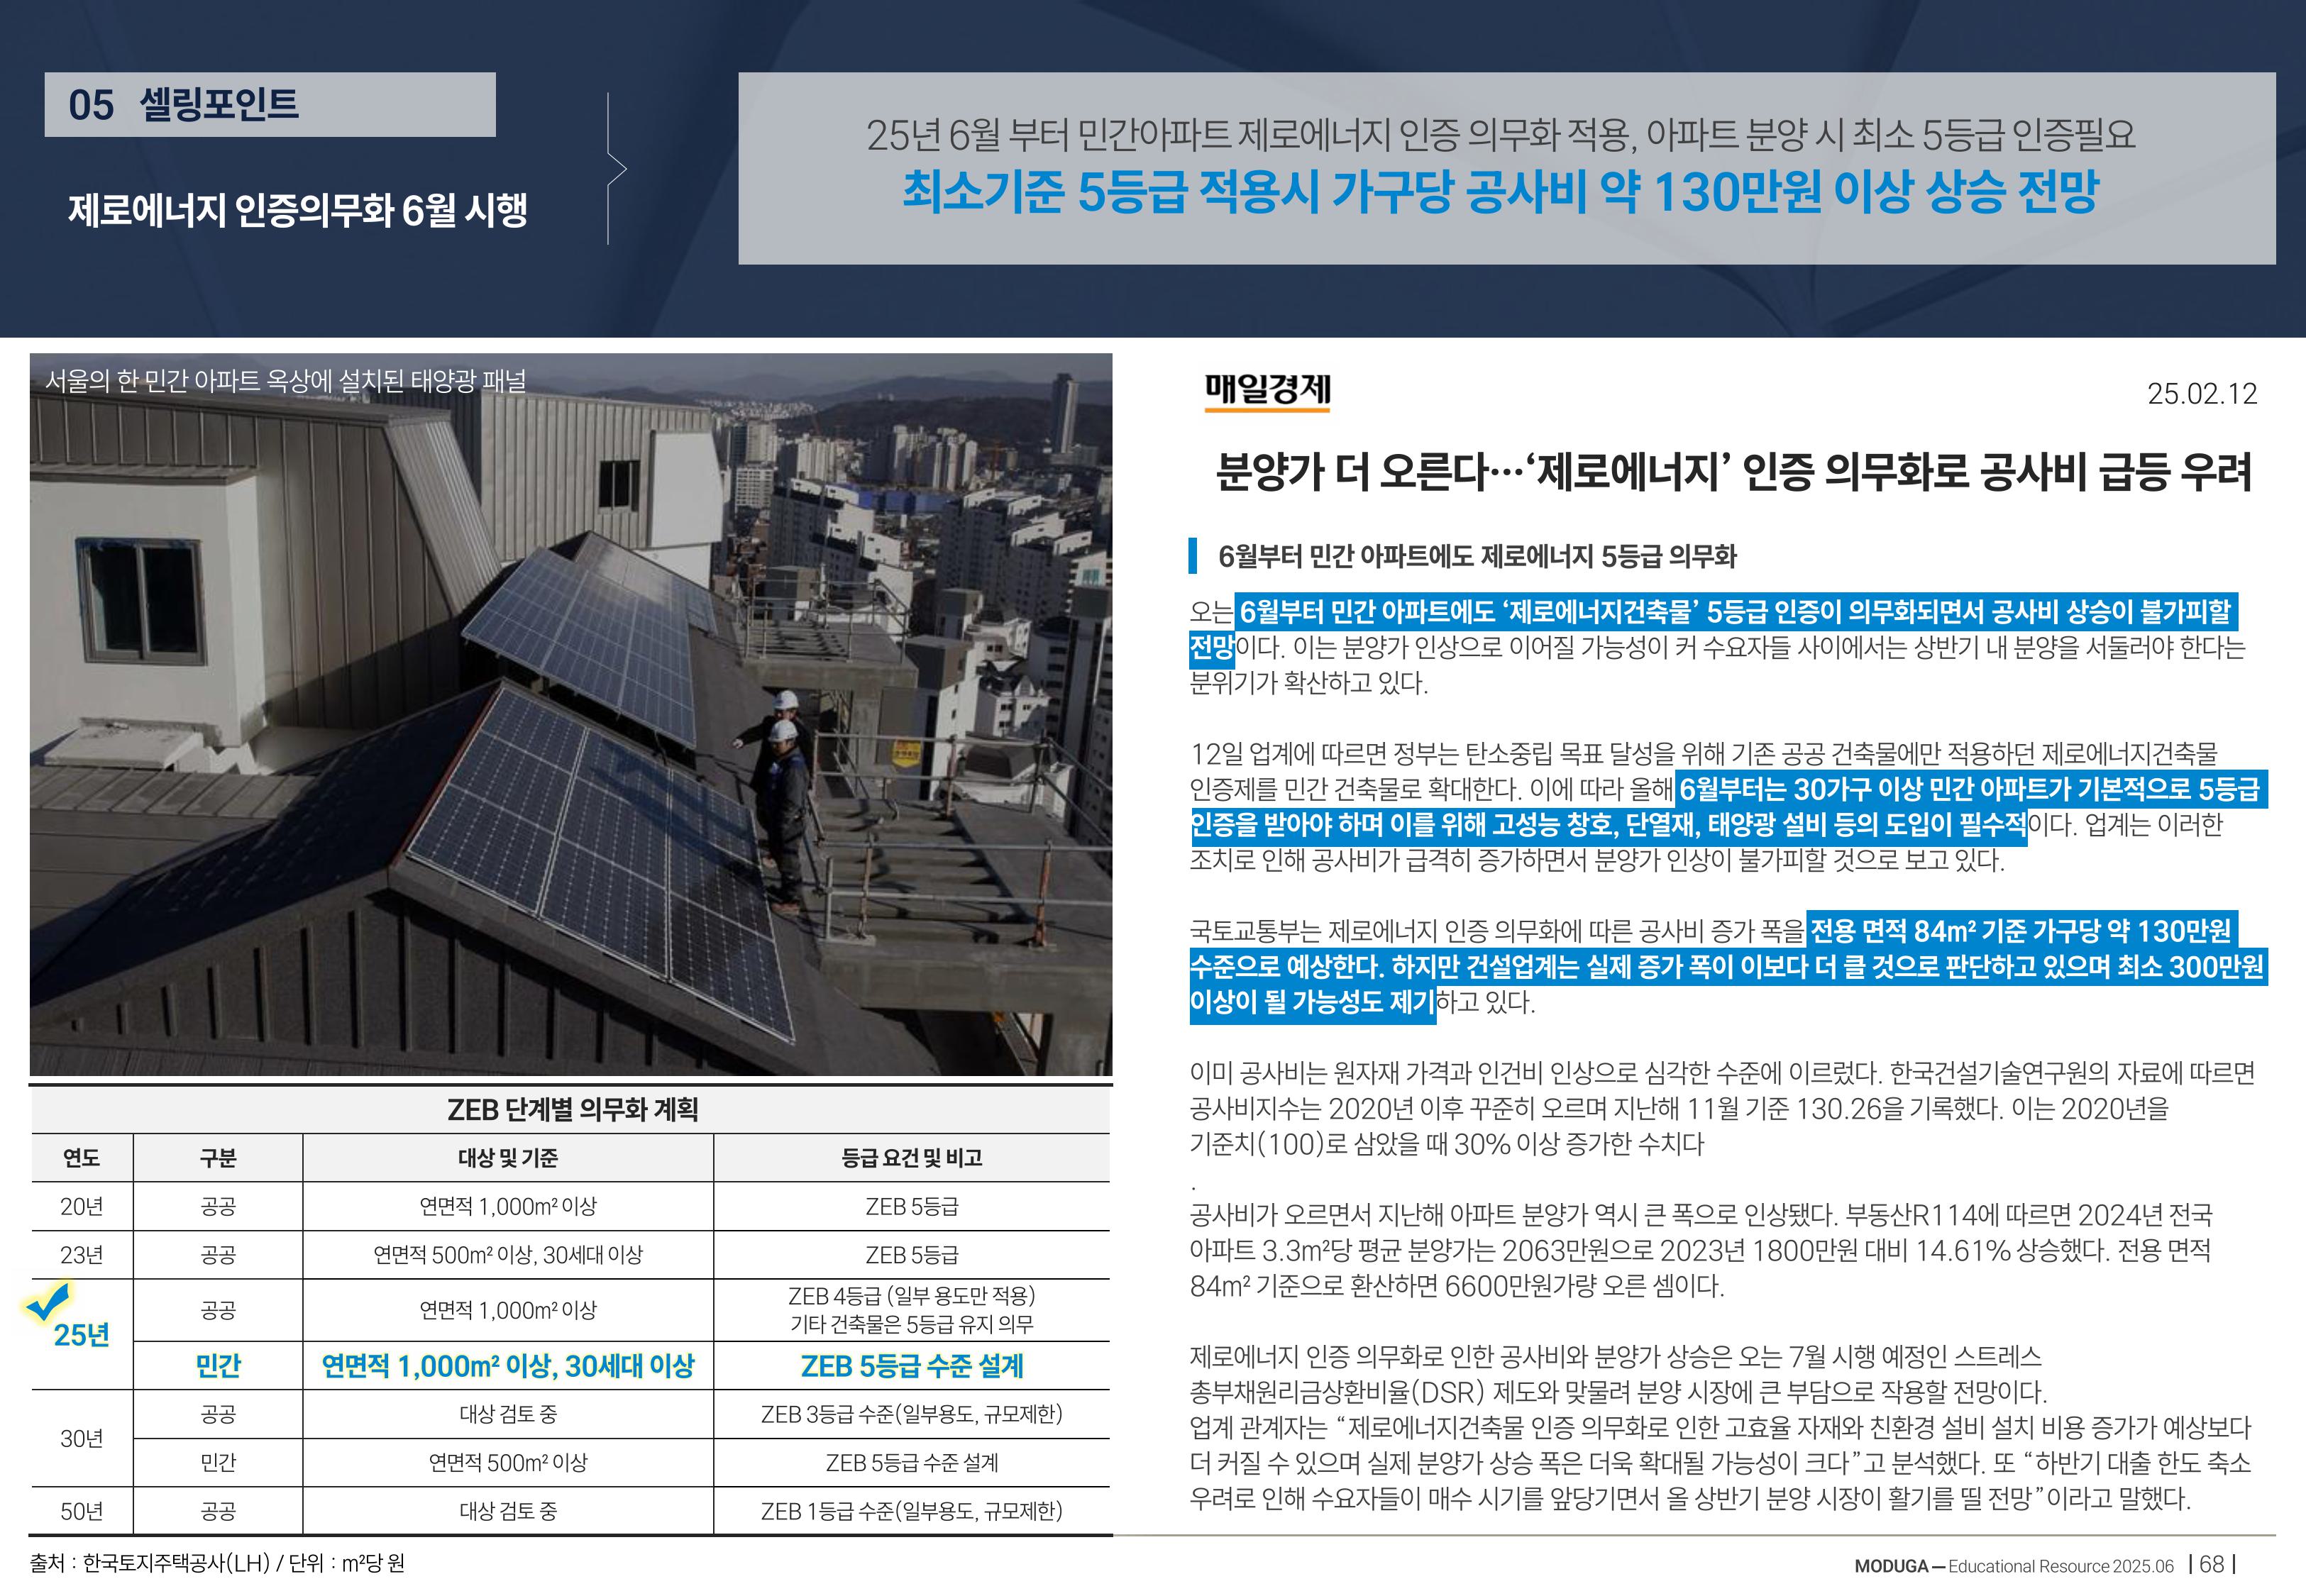 05 셀링포인트
제로에너지 인증의무화 6월 시행
25년 6월 부터 민간아파트 제로에너지 인증 의무화 적용, 아파트 분양 시 최소 5등급 인증필요
최소기준 5등급 적용시 가구당 공사비 약 130만원 이상 상승 전망
서울의 한 민간 아파트 옥상에 설치된 태양광 패널
ZEB 단계별 의무화 계획
연도 구분 대상 및 기준 등급 요건 및 비고
20년 공공 연면적 1,000m² 이상 ZEB 5등급
23년 공공 연면적 500m² 이상, 30세대 이상 ZEB 5등급
25년 공공 연면적 1,000m² 이상 ZEB 4등급 (일부 용도만 적용)
기타 건축물은 5등급 유지 의무
민간 연면적 1,000m² 이상, 30세대 이상 ZEB 5등급 수준 설계
30년 공공 대상 검토 중 ZEB 3등급 수준(일부용도, 규모제한)
민간 연면적 500m² 이상 ZEB 5등급 수준 설계
50년 공공 대상 검토 중 ZEB 1등급 수준(일부용도, 규모제한)
출처 : 한국토지주택공사(LH) / 단위 : m²당 원
매일경제
25.02.12
분양가 더 오른다…‘제로에너지’ 인증 의무화로 공사비 급등 우려
6월부터 민간 아파트에도 제로에너지 5등급 의무화
오는 6월부터 민간 아파트에도 ‘제로에너지건축물’ 5등급 인증이 의무화되면서 공사비 상승이 불가피할
전망이다. 이는 분양가 인상으로 이어질 가능성이 커 수요자들 사이에서는 상반기 내 분양을 서둘러야 한다는
분위기가 확산하고 있다.
12일 업계에 따르면 정부는 탄소중립 목표 달성을 위해 기존 공공 건축물에만 적용하던 제로에너지건축물
인증제를 민간 건축물로 확대한다. 이에 따라 올해 6월부터는 30가구 이상 민간 아파트가 기본적으로 5등급
인증을 받아야 하며 이를 위해 고성능 창호, 단열재, 태양광 설비 등의 도입이 필수적이다. 업계는 이러한
조치로 인해 공사비가 급격히 증가하면서 분양가 인상이 불가피할 것으로 보고 있다.
국토교통부는 제로에너지 인증 의무화에 따른 공사비 증가 폭을 전용 면적 84m² 기준 가구당 약 130만원
수준으로 예상한다. 하지만 건설업계는 실제 증가 폭이 이보다 더 클 것으로 판단하고 있으며 최소 300만원
이상이 될 가능성도 제기하고 있다.
이미 공사비는 원자재 가격과 인건비 인상으로 심각한 수준에 이르렀다. 한국건설기술연구원의 자료에 따르면
공사비지수는 2020년 이후 꾸준히 오르며 지난해 11월 기준 130.26을 기록했다. 이는 2020년을
기준치(100)로 삼았을 때 30% 이상 증가한 수치다
.
공사비가 오르면서 지난해 아파트 분양가 역시 큰 폭으로 인상됐다. 부동산R114에 따르면 2024년 전국
아파트 3.3m²당 평균 분양가는 2063만원으로 2023년 1800만원 대비 14.61% 상승했다. 전용 면적
84m² 기준으로 환산하면 6600만원가량 오른 셈이다.
제로에너지 인증 의무화로 인한 공사비와 분양가 상승은 오는 7월 시행 예정인 스트레스
총부채원리금상환비율(DSR) 제도와 맞물려 분양 시장에 큰 부담으로 작용할 전망이다.
업계 관계자는 “제로에너지건축물 인증 의무화로 인한 고효율 자재와 친환경 설비 설치 비용 증가가 예상보다
더 커질 수 있으며 실제 분양가 상승 폭은 더욱 확대될 가능성이 크다”고 분석했다. 또 “하반기 대출 한도 축소
우려로 인해 수요자들이 매수 시기를 앞당기면서 올 상반기 분양 시장이 활기를 띨 전망”이라고 말했다.
MODUGA — Educational Resource 2025.06 | 68 |